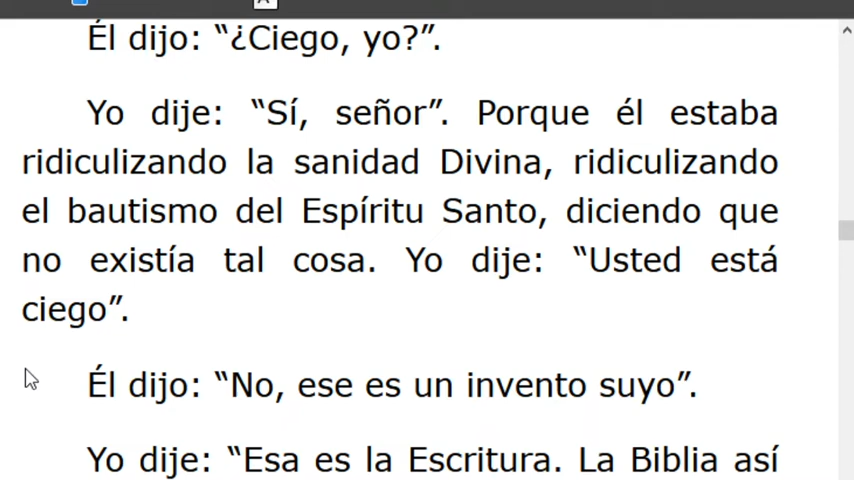 Él dijo: “¿Ciego, yo?”.
Yo dije: “Sí, señor”. Porque él estaba
ridiculizando la sanidad Divina, ridiculizando
el bautismo del Espíritu Santo, diciendo que
no existía tal cosa. Yo dije: “Usted está
ciego”.
Él dijo: “No, ese es un invento suyo”.
Yo dije: “Esa es la Escritura. La Biblia así